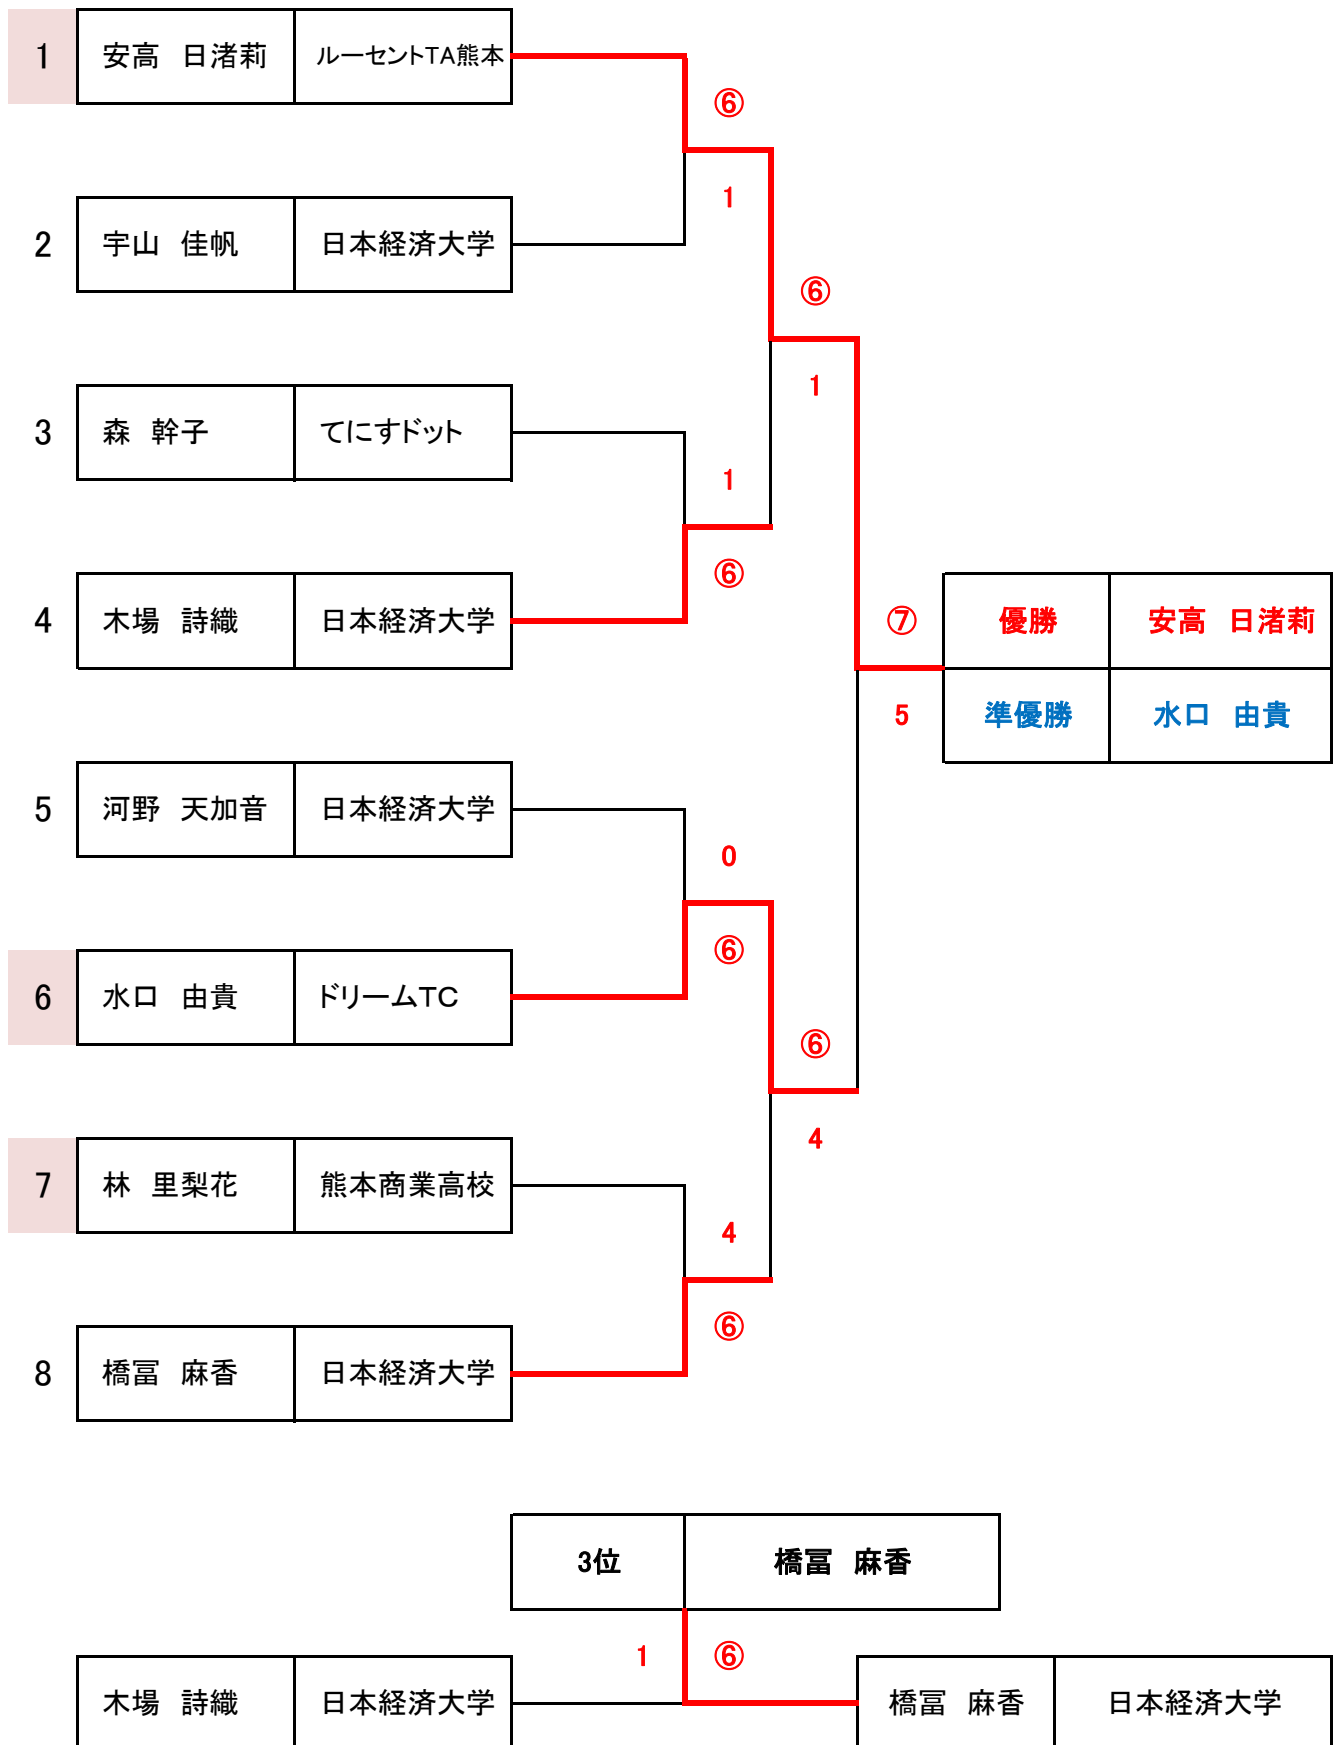 1 安高 日渚莉 ルーセントTA熊本
⑥
1
2 宇山 佳帆 日本経済大学
⑥
1
3 森 幹子 てにすドット
1
⑥
4 木場 詩織 日本経済大学
⑦ 優勝 安高 日渚莉
5 準優勝 水口 由貴
5 河野 天加音 日本経済大学
0
⑥
6 水口 由貴 ドリームTC
⑥
4
7 林 里梨花 熊本商業高校
4
⑥
8 橋冨 麻香 日本経済大学
3位 橋冨 麻香
1 ⑥
木場 詩織 日本経済大学 橋冨 麻香 日本経済大学